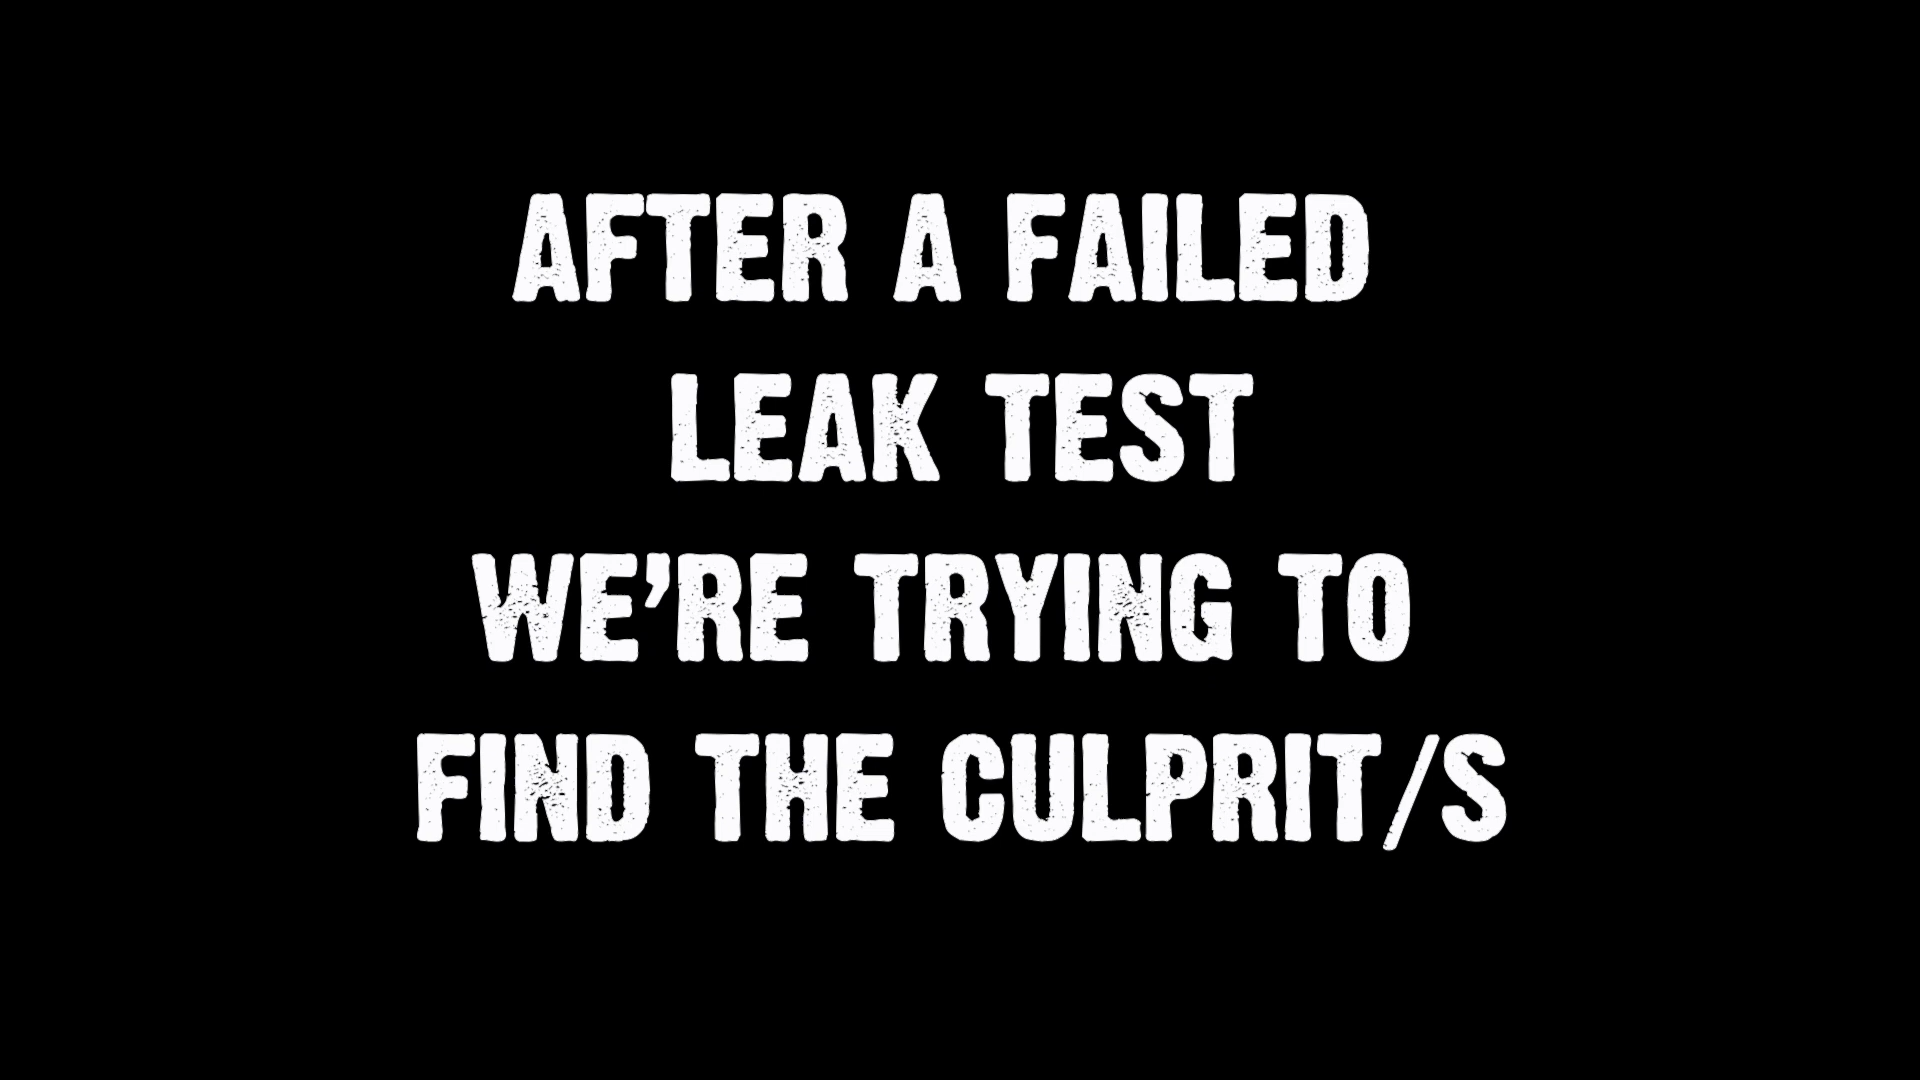 AFTER A FAILED
LEAK TEST
WE’RE TRYING TO
FIND THE CULPRIT/S